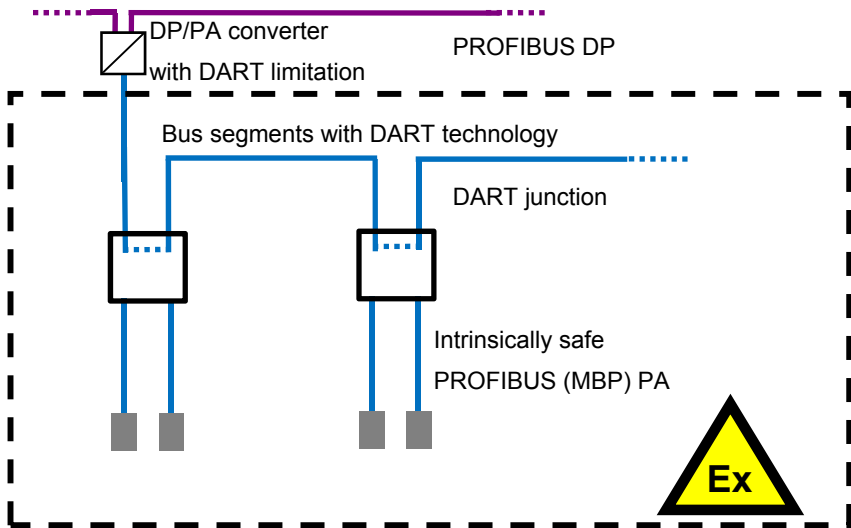 DP/PA converter
with DART limitation
PROFIBUS DP
Bus segments with DART technology
DART junction
Intrinsically safe
PROFIBUS (MBP) PA
Ex